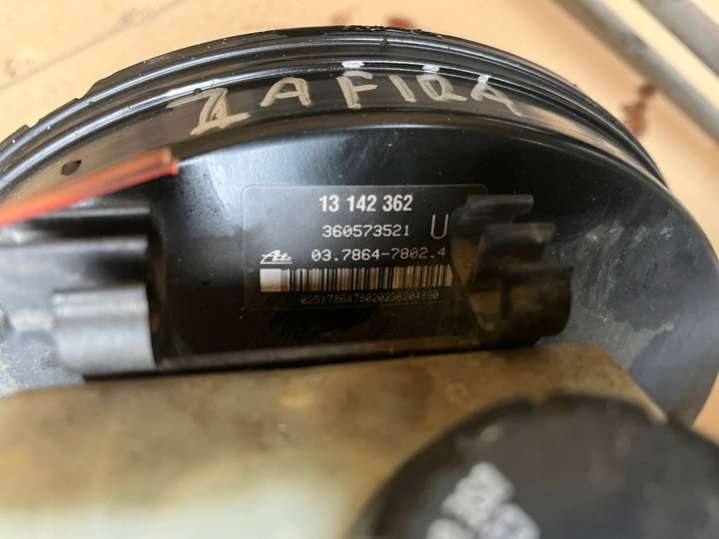 ZAFIRA
13 142 362
360573521 U
Ate 03.7864-7802.4